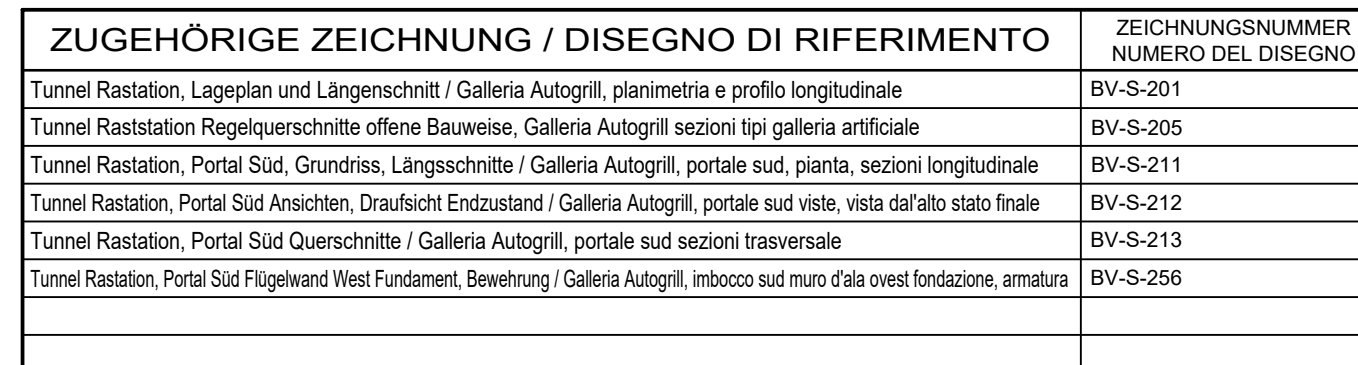 ZUGEHÖRIGE ZEICHNUNG / DISEGNO DI RIFERIMENTO
ZEICHNUNGSNUMMER
NUMERO DEL DISEGNO
Tunnel Rastation, Lageplan und Längenschnitt / Galleria Autogrill, planimetria e profilo longitudinale BV-S-201
Tunnel Raststation Regelquerschnitte offene Bauweise, Galleria Autogrill sezioni tipi galleria artificiale BV-S-205
Tunnel Rastation, Portal Süd, Grundriss, Längsschnitte / Galleria Autogrill, portale sud, pianta, sezioni longitudinale BV-S-211
Tunnel Rastation, Portal Süd Ansichten, Draufsicht Endzustand / Galleria Autogrill, portale sud viste, vista dal'alto stato finale BV-S-212
Tunnel Rastation, Portal Süd Querschnitte / Galleria Autogrill, portale sud sezioni trasversale BV-S-213
Tunnel Rastation, Portal Süd Flügelwand West Fundament, Bewehrung / Galleria Autogrill, imbocco sud muro d'ala ovest fondazione, armatura BV-S-256